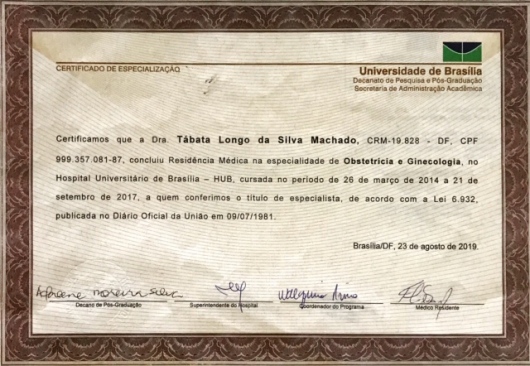 CERTIFICADO DE ESPECIALIZAÇÃO
Universidade de Brasília
Decanato de Pesquisa e Pós-Graduação
Secretaria de Administração Acadêmica
Certificamos que a Dra. Tábata Longo da Silva Machado, CRM-19.828 - DF, CPF
999.357.081-87, concluiu Residência Médica na especialidade de Obstetrícia e Ginecologia, no
Hospital Universitário de Brasília – HUB, cursada no período de 26 de março de 2014 a 21 de
setembro de 2017, a quem conferimos o título de especialista, de acordo com a Lei 6.932,
publicada no Diário Oficial da União em 09/07/1981.
Brasília/DF, 23 de agosto de 2019.
Decano de Pós-Graduação Superintendente do Hospital Coordenador do Programa Médico Residente